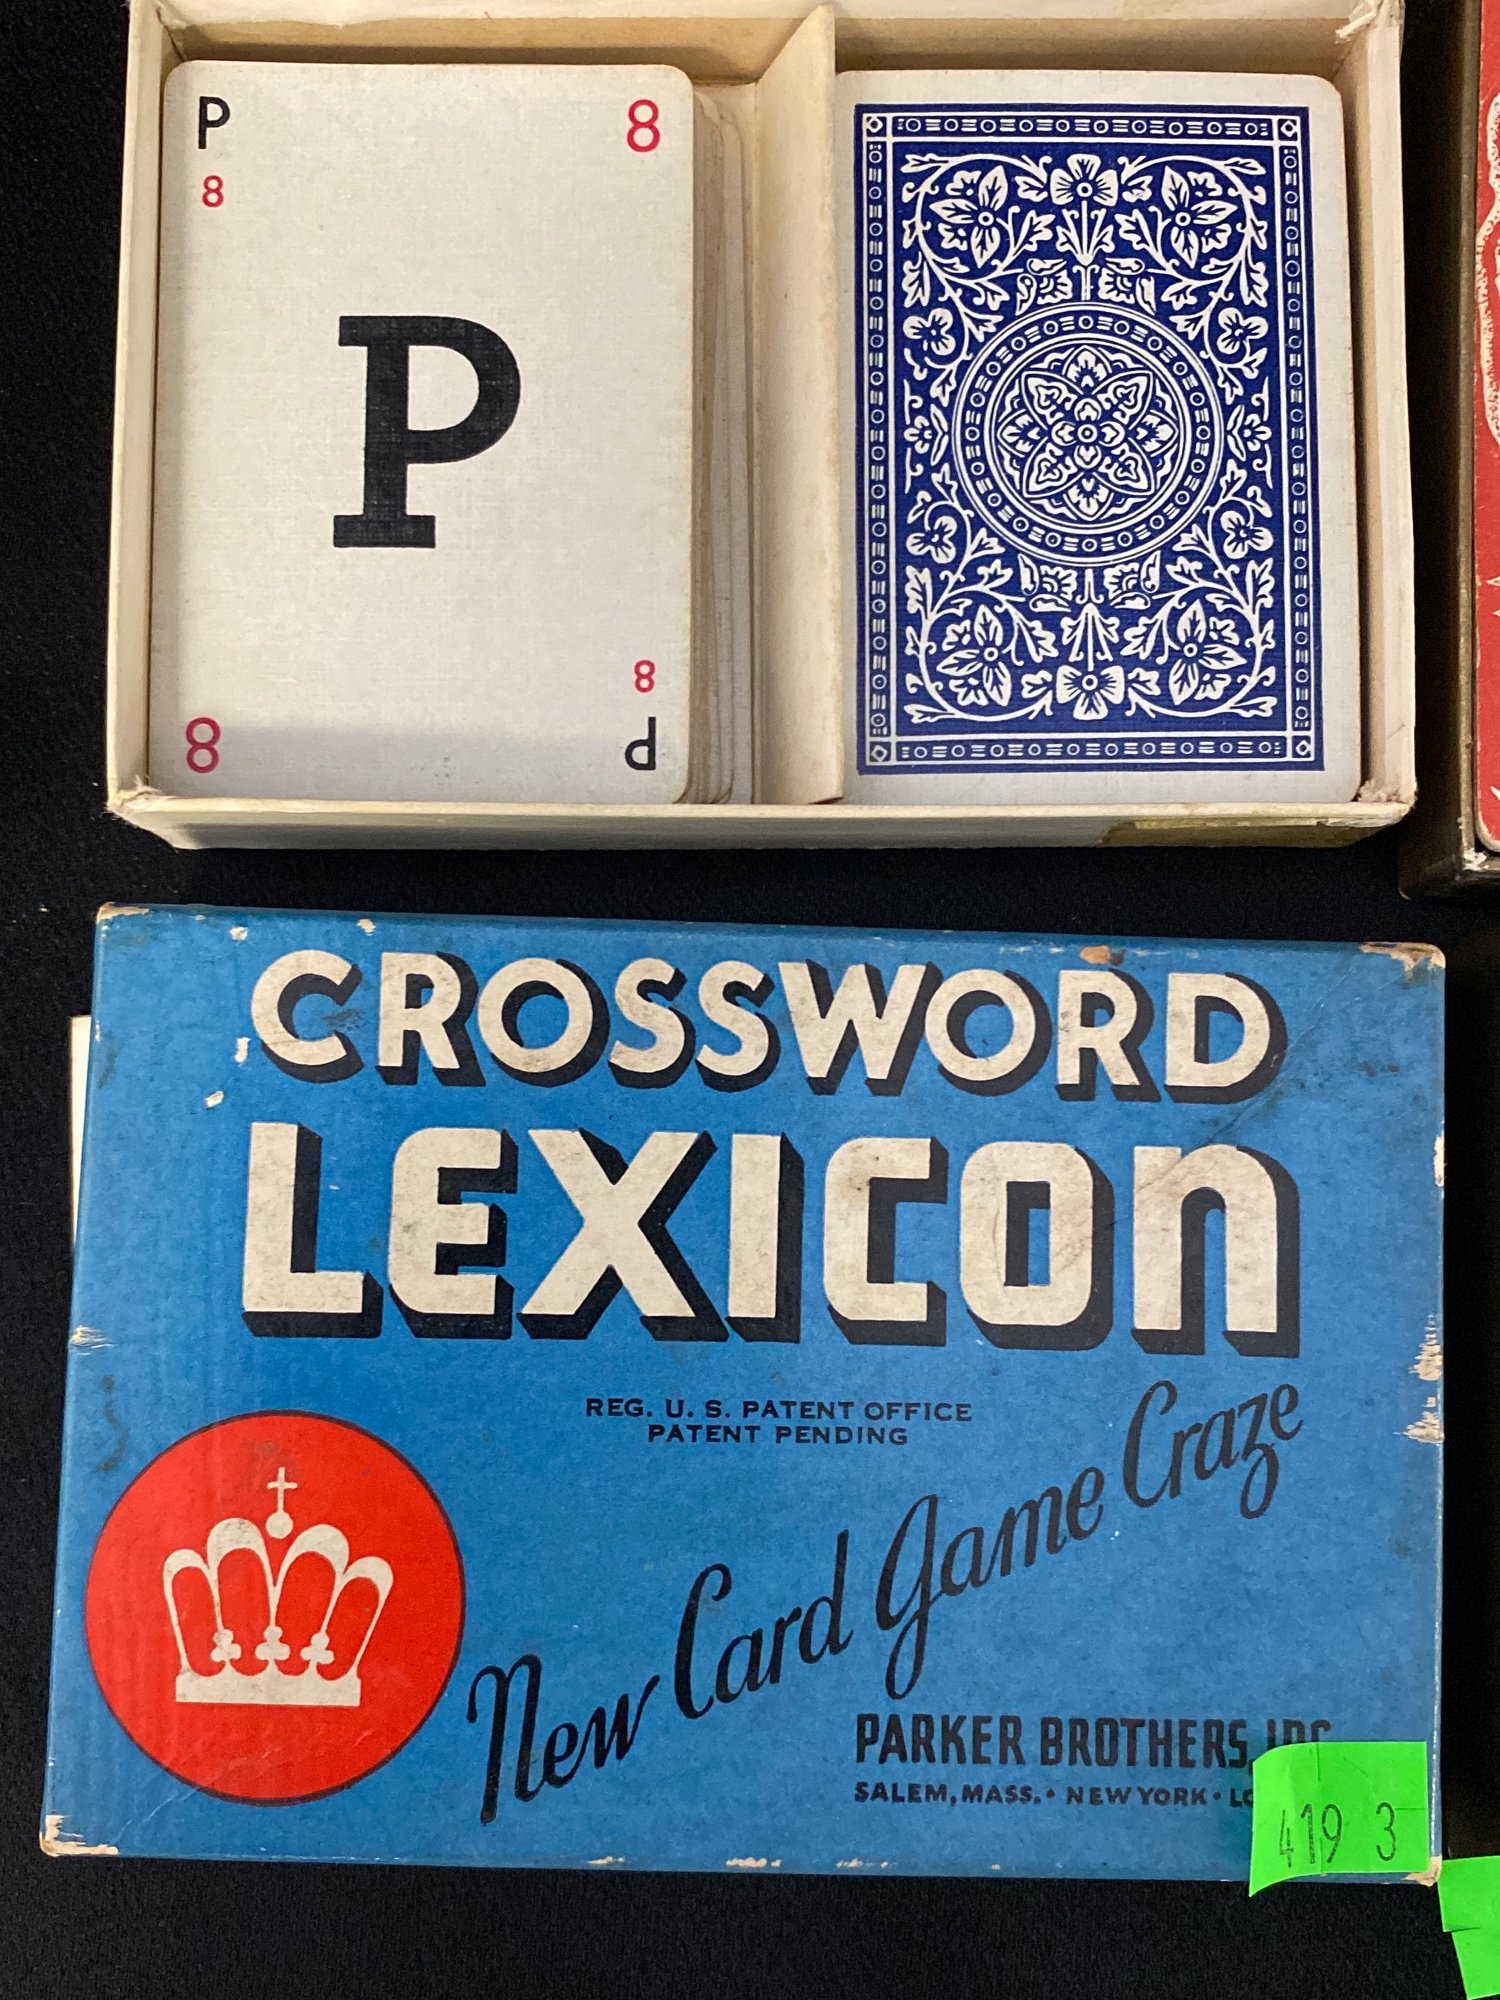 P 8
8
P
8
8 P
CROSSWORD
LEXICON
REG. U. S. PATENT OFFICE
PATENT PENDING
New Card Game Craze
PARKER BROTHERS, INC
SALEM, MASS. • NEW YORK •
419 3